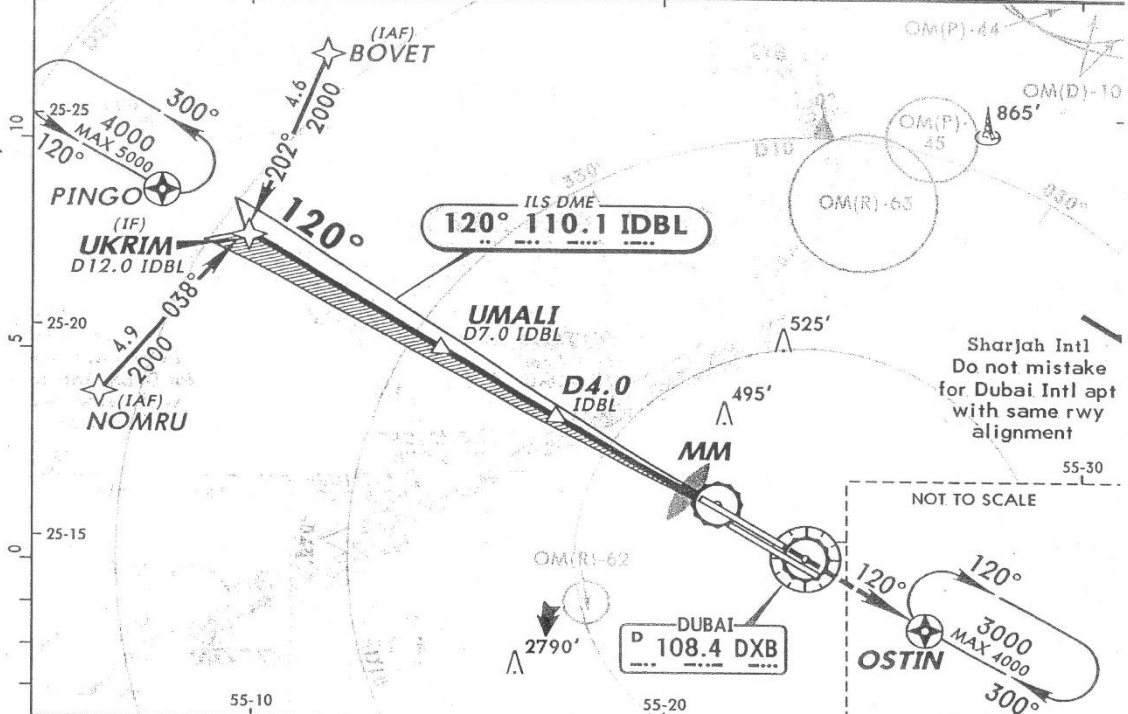 (IAF)
BOVET
4.6
2000
202°
300°
4000
MAX 5000
120°
PINGO
25-25
10
(IF)
UKRIM
D12.0 IDBL
120°
ILS DME
120° 110.1 IDBL
038°
4.9
2000
(IAF)
NOMRU
25-20
5
UMALI
D7.0 IDBL
D4.0
IDBL
MM
OM(P)-44
OM(D)-10
865'
OM(P)-
45
OM(R)-63
D10
330°
030°
525'
495'
Sharjah Intl
Do not mistake
for Dubai Intl apt
with same rwy
alignment
55-30
NOT TO SCALE
25-15
0
OM(R)-62
2790'
DUBAI
D 108.4 DXB
120°
120°
3000
MAX 4000
300°
OSTIN
55-10
55-20